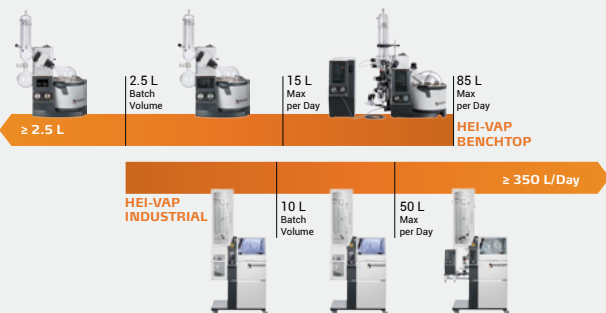 2.5 L
Batch
Volume
15 L
Max
per Day
85 L
Max
per Day
≥ 2.5 L
HEI-VAP
BENCHTOP
≥ 350 L/Day
HEI-VAP
INDUSTRIAL
10 L
Batch
Volume
50 L
Max
per Day